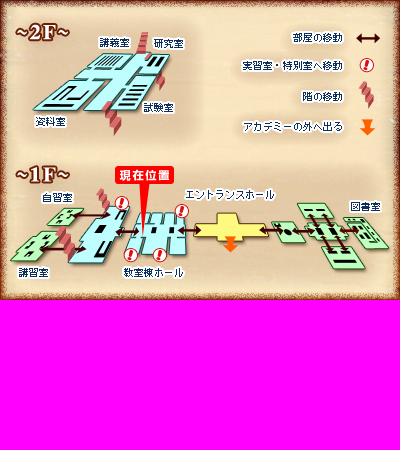 ~2F~
講義室
研究室
資料室
試験室
部屋の移動
実習室・特別室へ移動
階の移動
アカデミーの外へ出る
~1F~
現在位置
自習室
エントランスホール
図書室
講習室
教室棟ホール